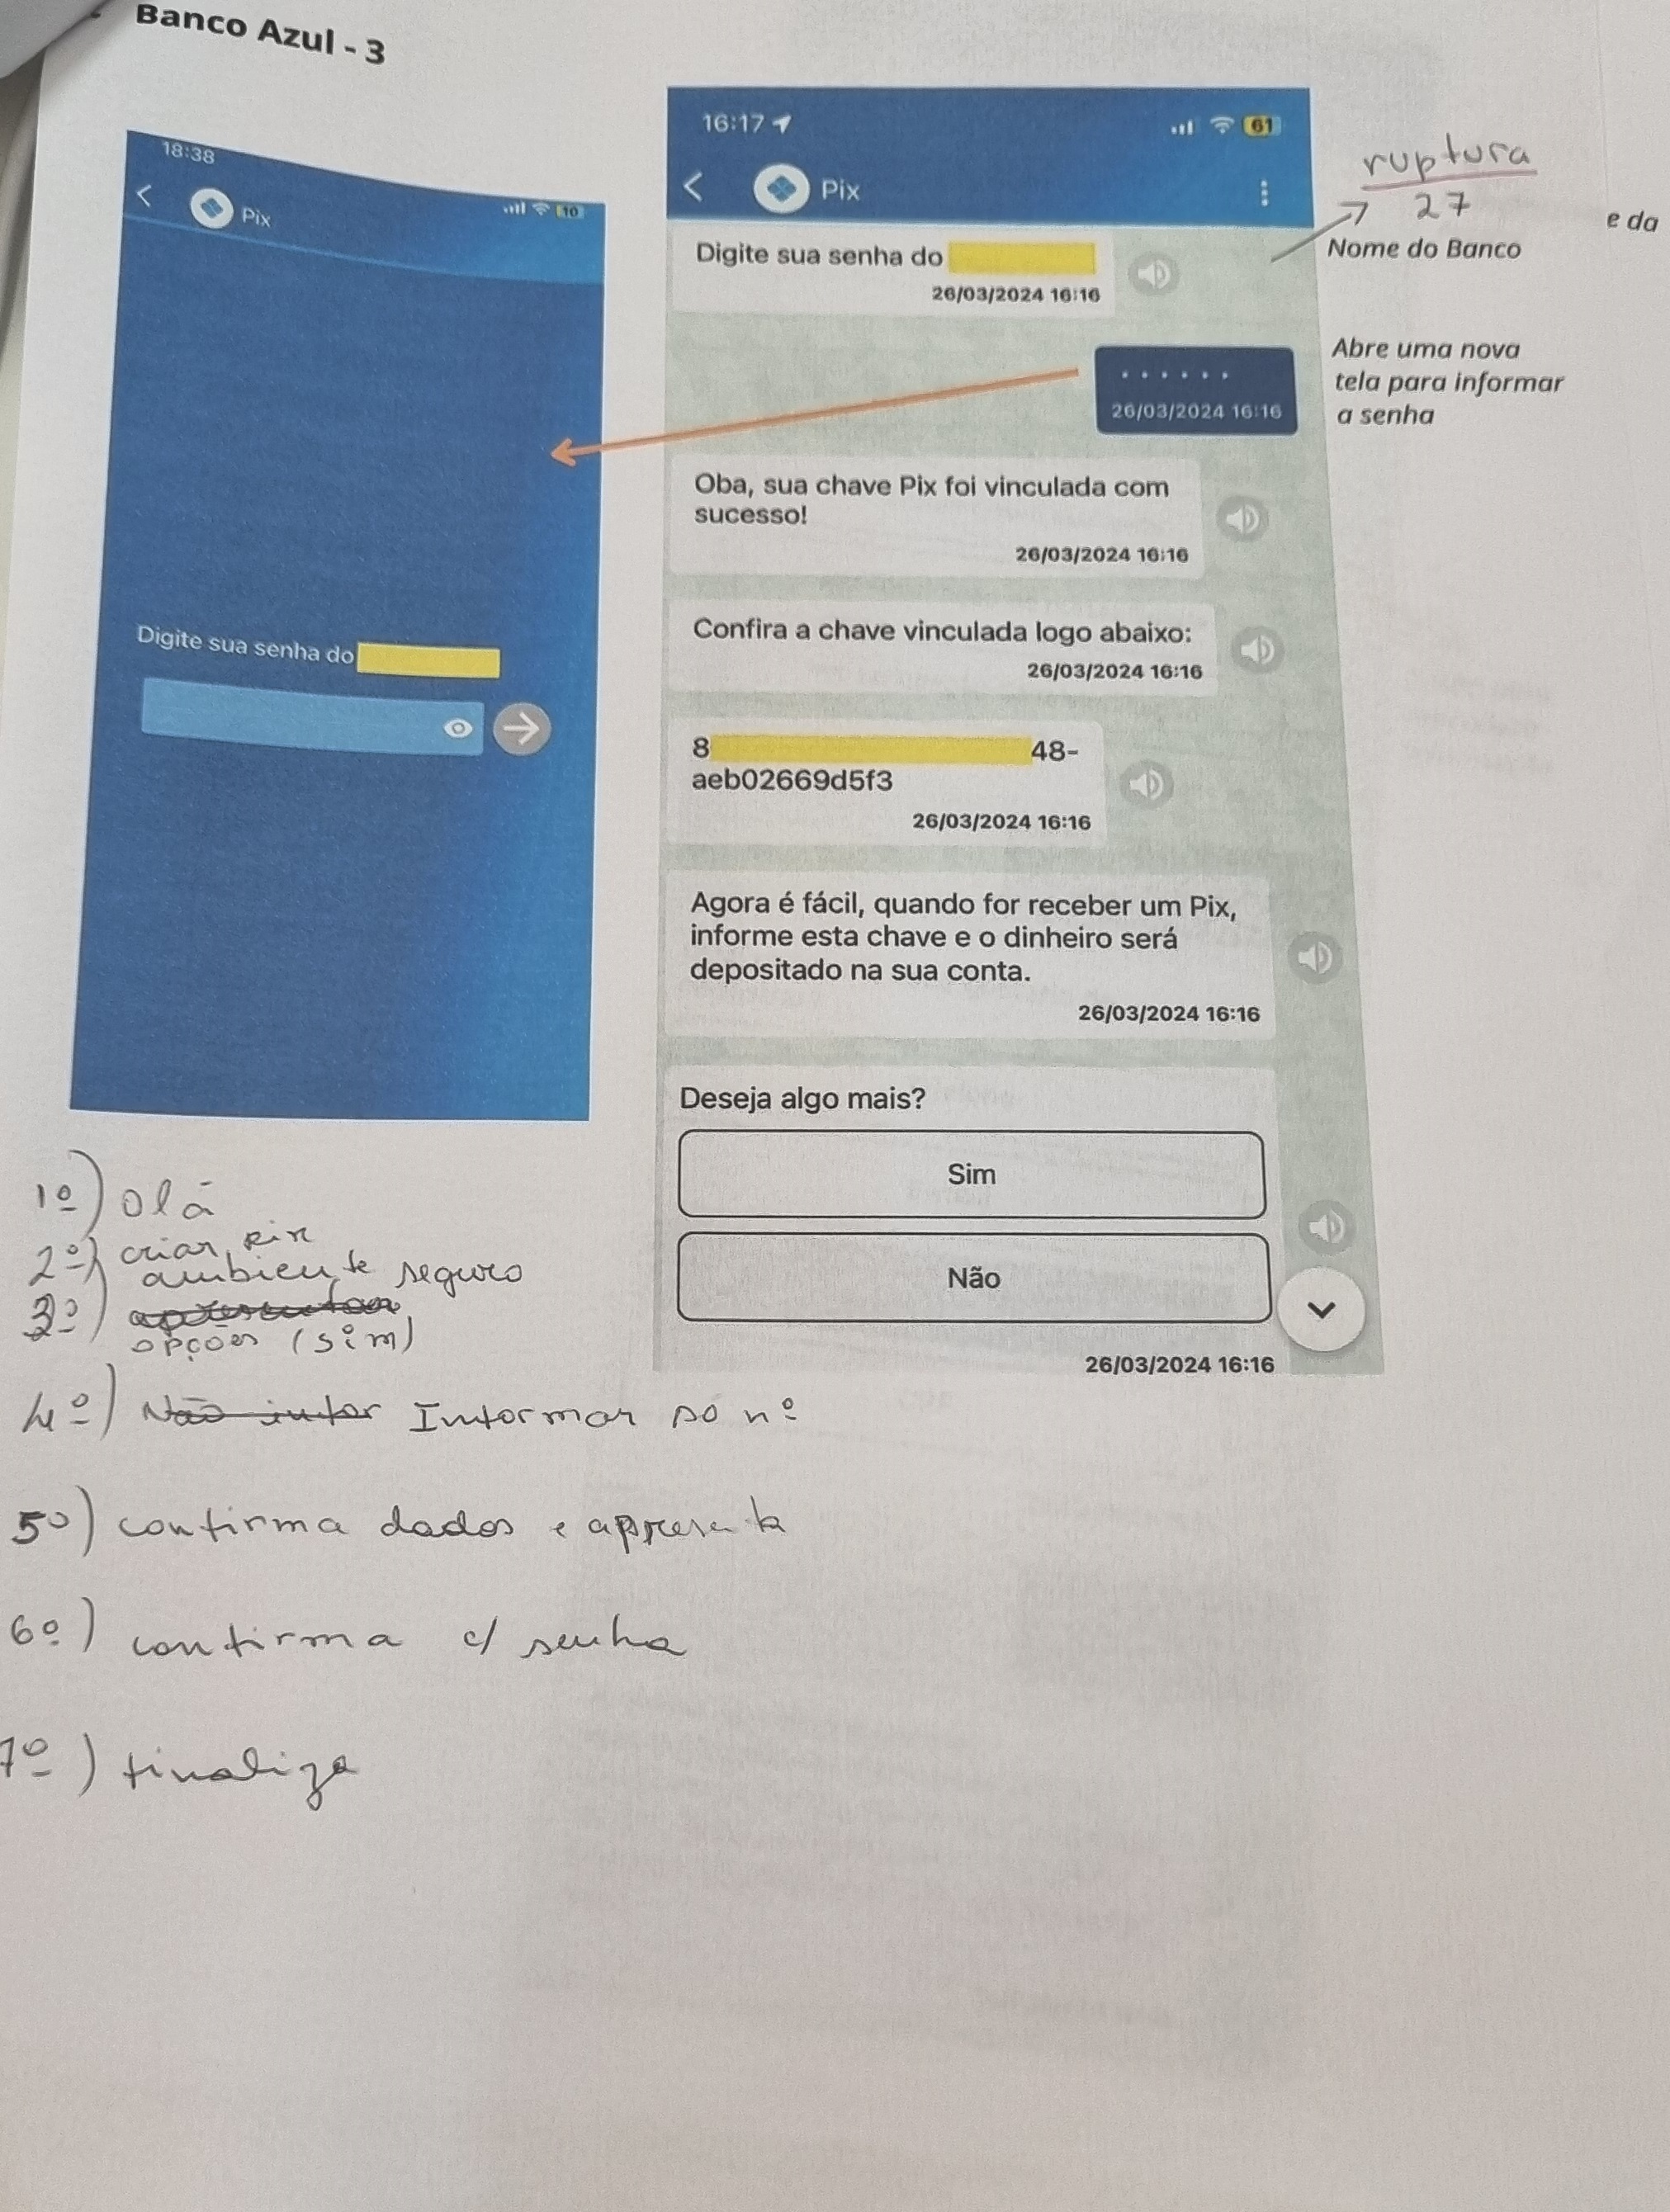 Banco Azul - 3
18:38
10
Pix
Digite sua senha do
16:17
61
Pix
Digite sua senha do
26/03/2024 16:16
ruptura
27
Nome do Banco
e da
......
26/03/2024 16:16
Abre uma nova
tela para informar
a senha
Oba, sua chave Pix foi vinculada com
sucesso!
26/03/2024 16:16
Confira a chave vinculada logo abaixo:
26/03/2024 16:16
8 48-
aeb02669d5f3
26/03/2024 16:16
Agora é fácil, quando for receber um Pix,
informe esta chave e o dinheiro será
depositado na sua conta.
26/03/2024 16:16
Deseja algo mais?
Sim
Não
26/03/2024 16:16
1º) olá
2º) criar pix
ambiente seguro
3º)
opções (sim)
4º) Não Informar so nº
5º) confirma dados e apresenta
6º) confirma c/ senha
7º) finaliza